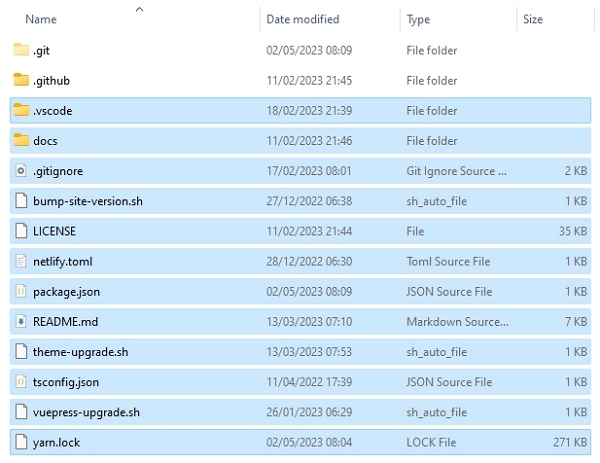 Name Date modified Type Size
.git 02/05/2023 08:09 File folder
.github 11/02/2023 21:45 File folder
.vscode 18/02/2023 21:39 File folder
docs 11/02/2023 21:46 File folder
.gitignore 17/02/2023 08:01 Git Ignore Source ... 2 KB
bump-site-version.sh 27/12/2022 06:38 sh_auto_file 1 KB
LICENSE 11/02/2023 21:44 File 35 KB
netlify.toml 28/12/2022 06:30 Toml Source File 1 KB
package.json 02/05/2023 08:09 JSON Source File 1 KB
README.md 13/03/2023 07:10 Markdown Source... 7 KB
theme-upgrade.sh 13/03/2023 07:53 sh_auto_file 1 KB
tsconfig.json 11/04/2022 17:39 JSON Source File 1 KB
vuepress-upgrade.sh 26/01/2023 06:29 sh_auto_file 1 KB
yarn.lock 02/05/2023 08:04 LOCK File 271 KB